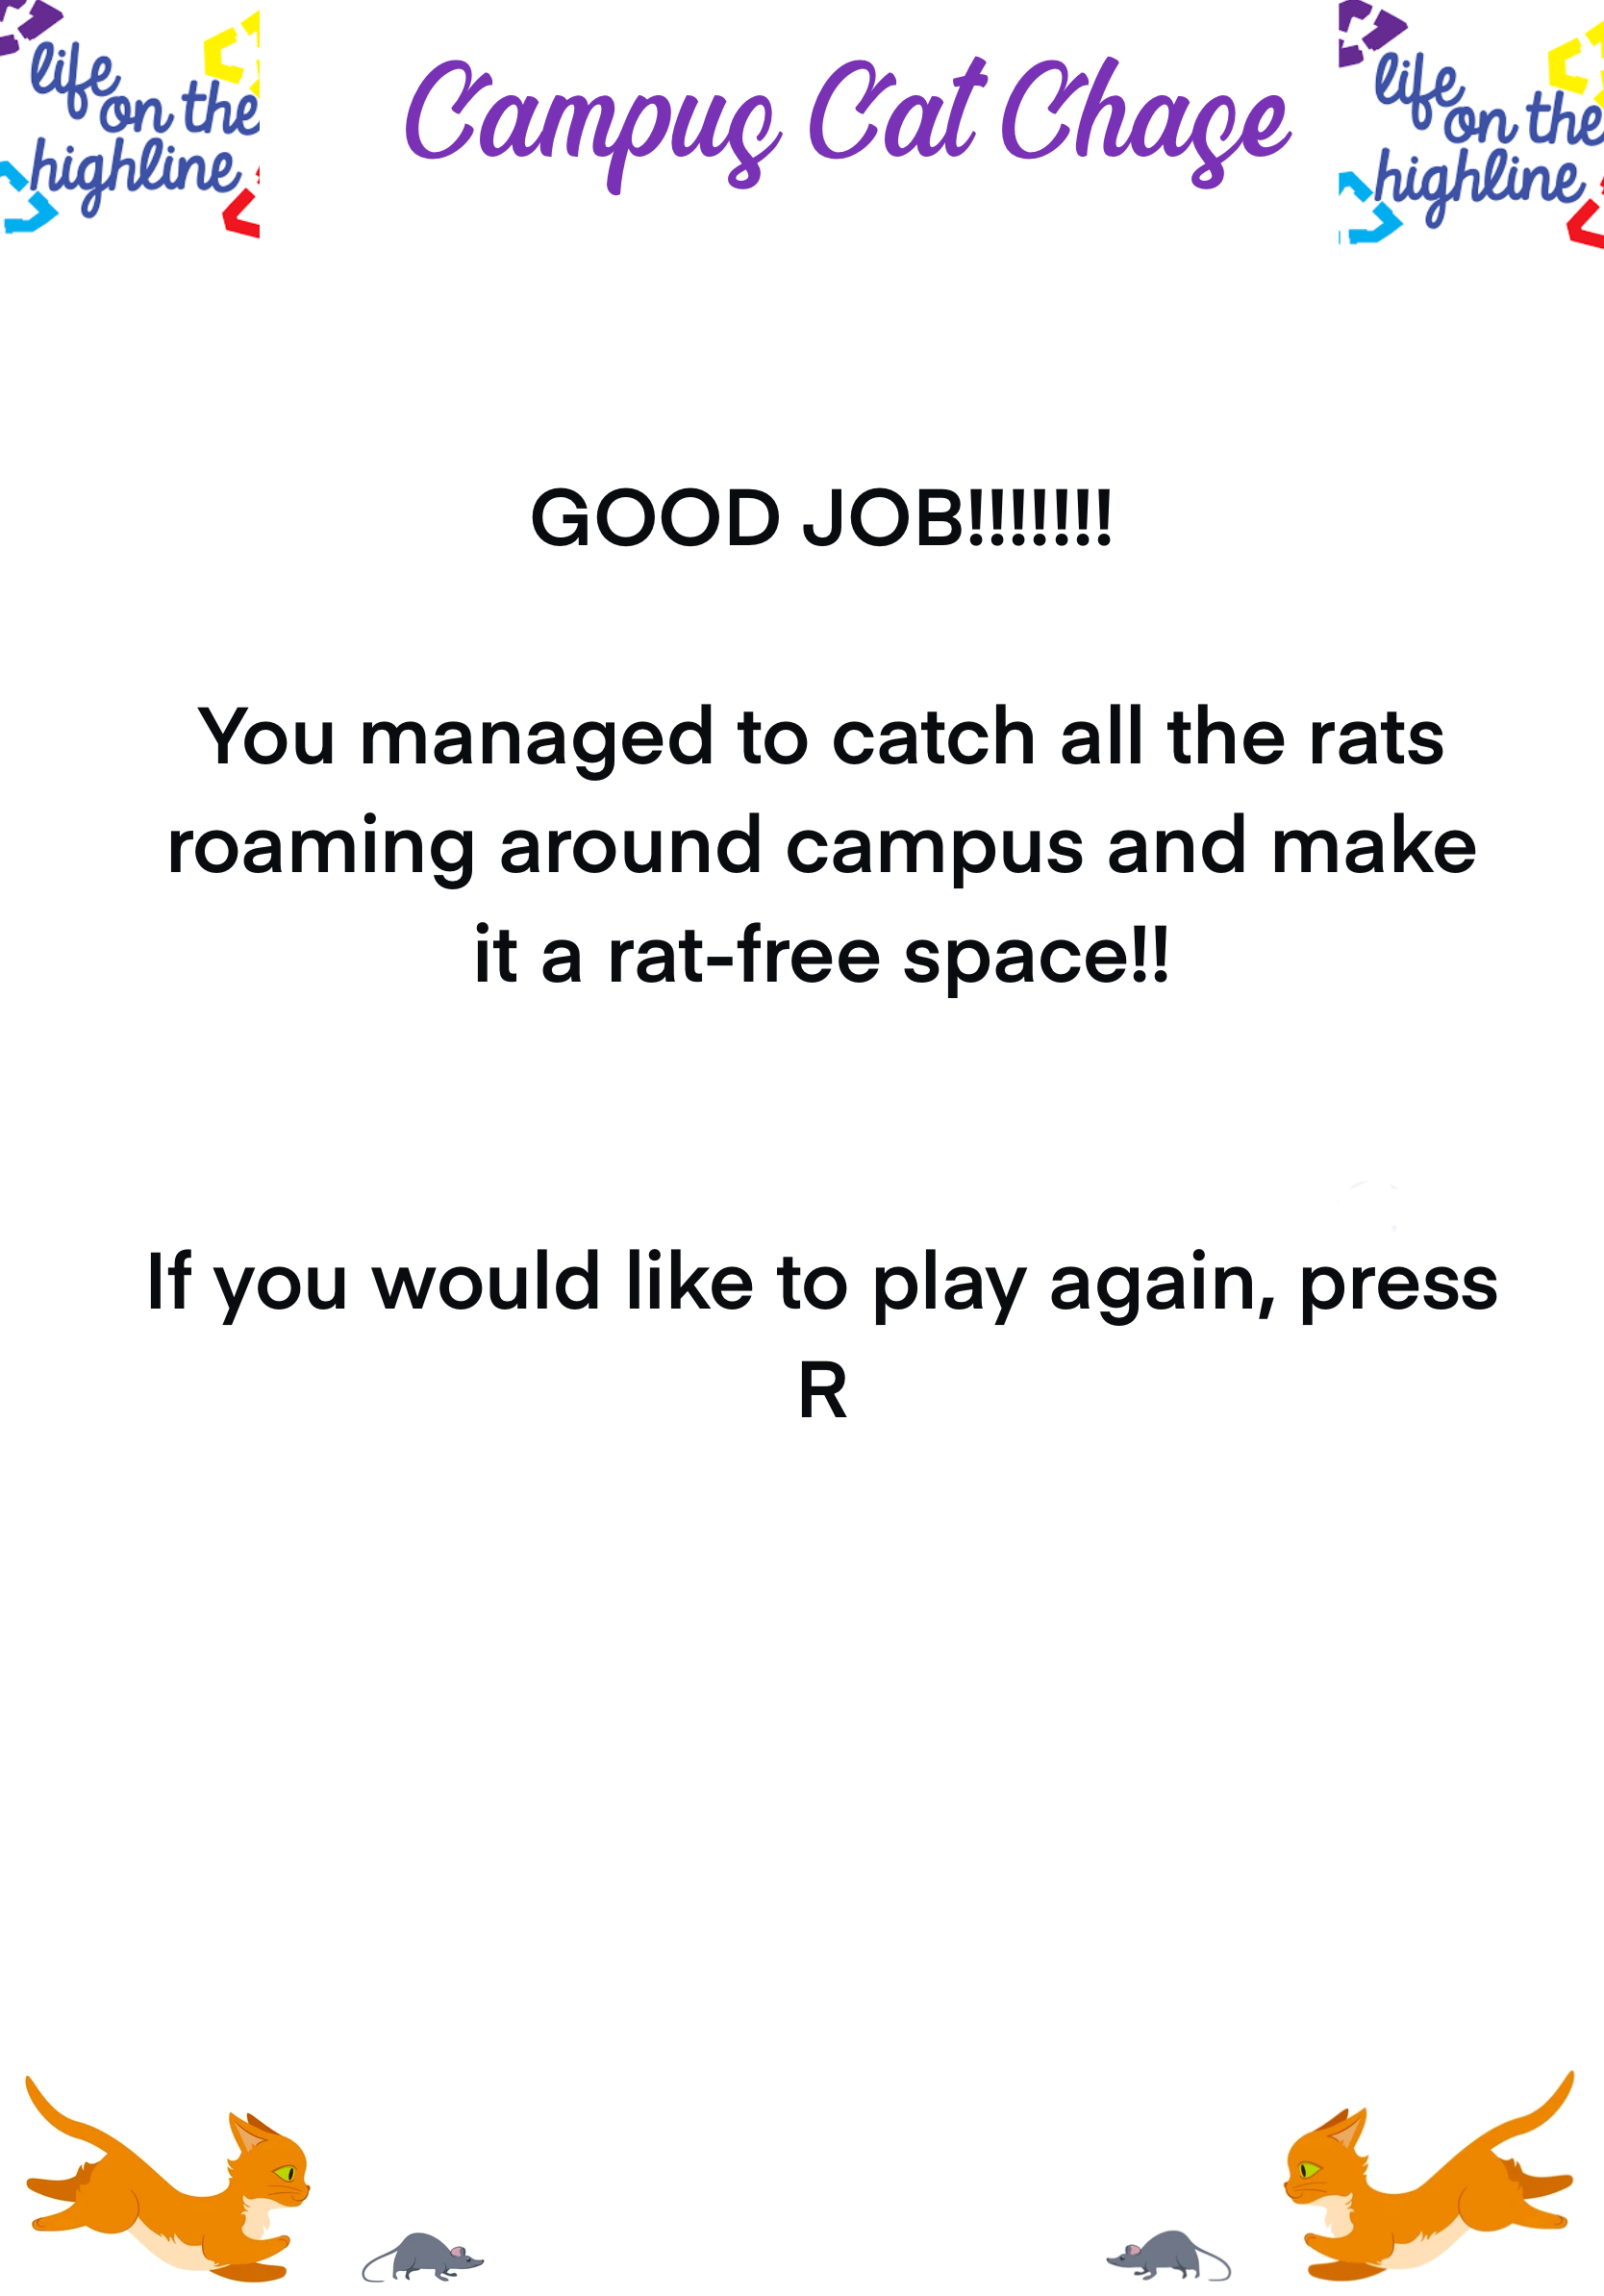 life
on the
highline
Campus Cat Chase
life
on the
highline
GOOD JOB!!!!!!!
You managed to catch all the rats
roaming around campus and make
it a rat-free space!!
If you would like to play again, press
R